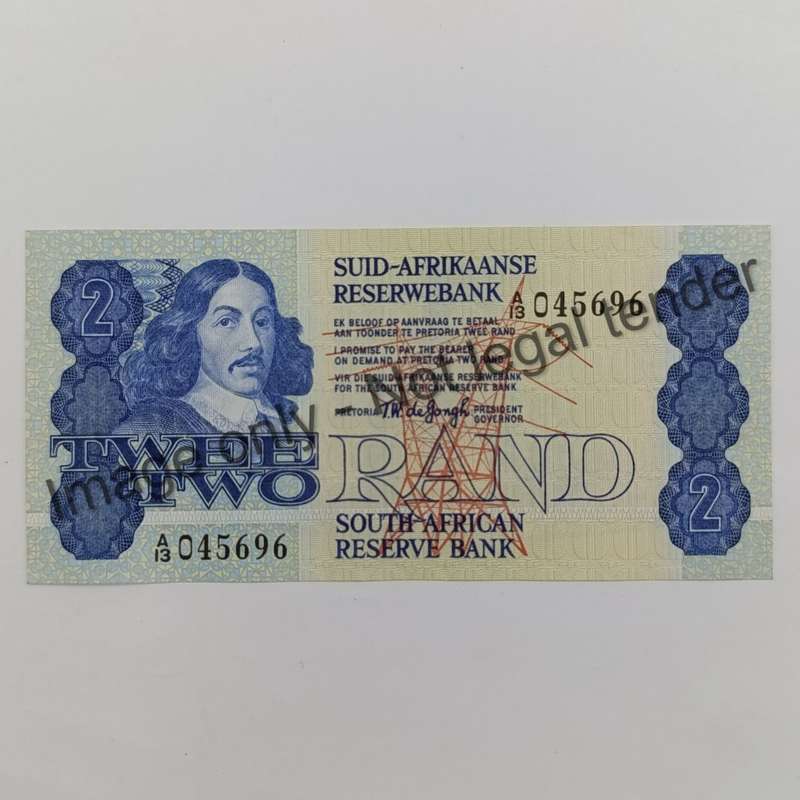 2
SUID-AFRIKAANSE
RESERWEBANK
A/13 045696
EK BELOOF OP AANVRAAG TE BETAAL
AAN TOONDER TE PRETORIA TWEE RAND
I PROMISE TO PAY THE BEARER
ON DEMAND AT PRETORIA TWO RAND
VIR DIE SUID-AFRIKAANSE RESERWEBANK
FOR THE SOUTH AFRICAN RESERVE BANK
PRETORIA T.W. de Jongh PRESIDENT
GOVERNOR
TWEE
TWO
RAND
2
SOUTH AFRICAN
RESERVE BANK
A/13 045696
Image only. Not legal tender